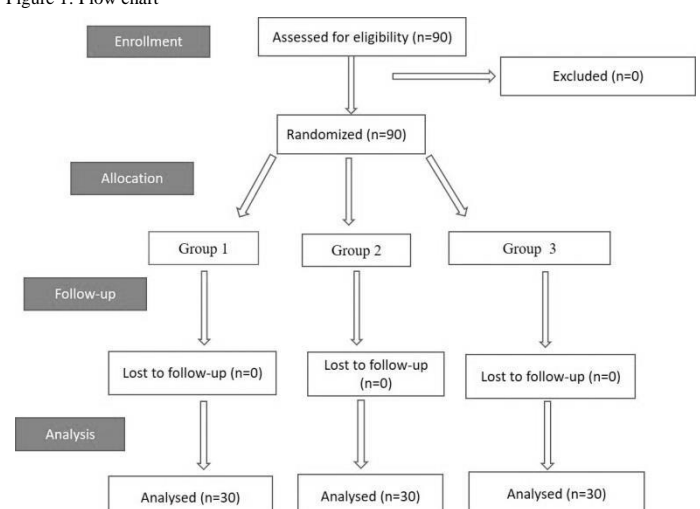 Figure 1: Flow chart
Enrollment
Assessed for eligibility (n=90)
Excluded (n=0)
Randomized (n=90)
Allocation
Group 1
Group 2
Group 3
Follow-up
Lost to follow-up (n=0)
Lost to follow-up
(n=0)
Lost to follow-up (n=0)
Analysis
Analysed (n=30)
Analysed (n=30)
Analysed (n=30)